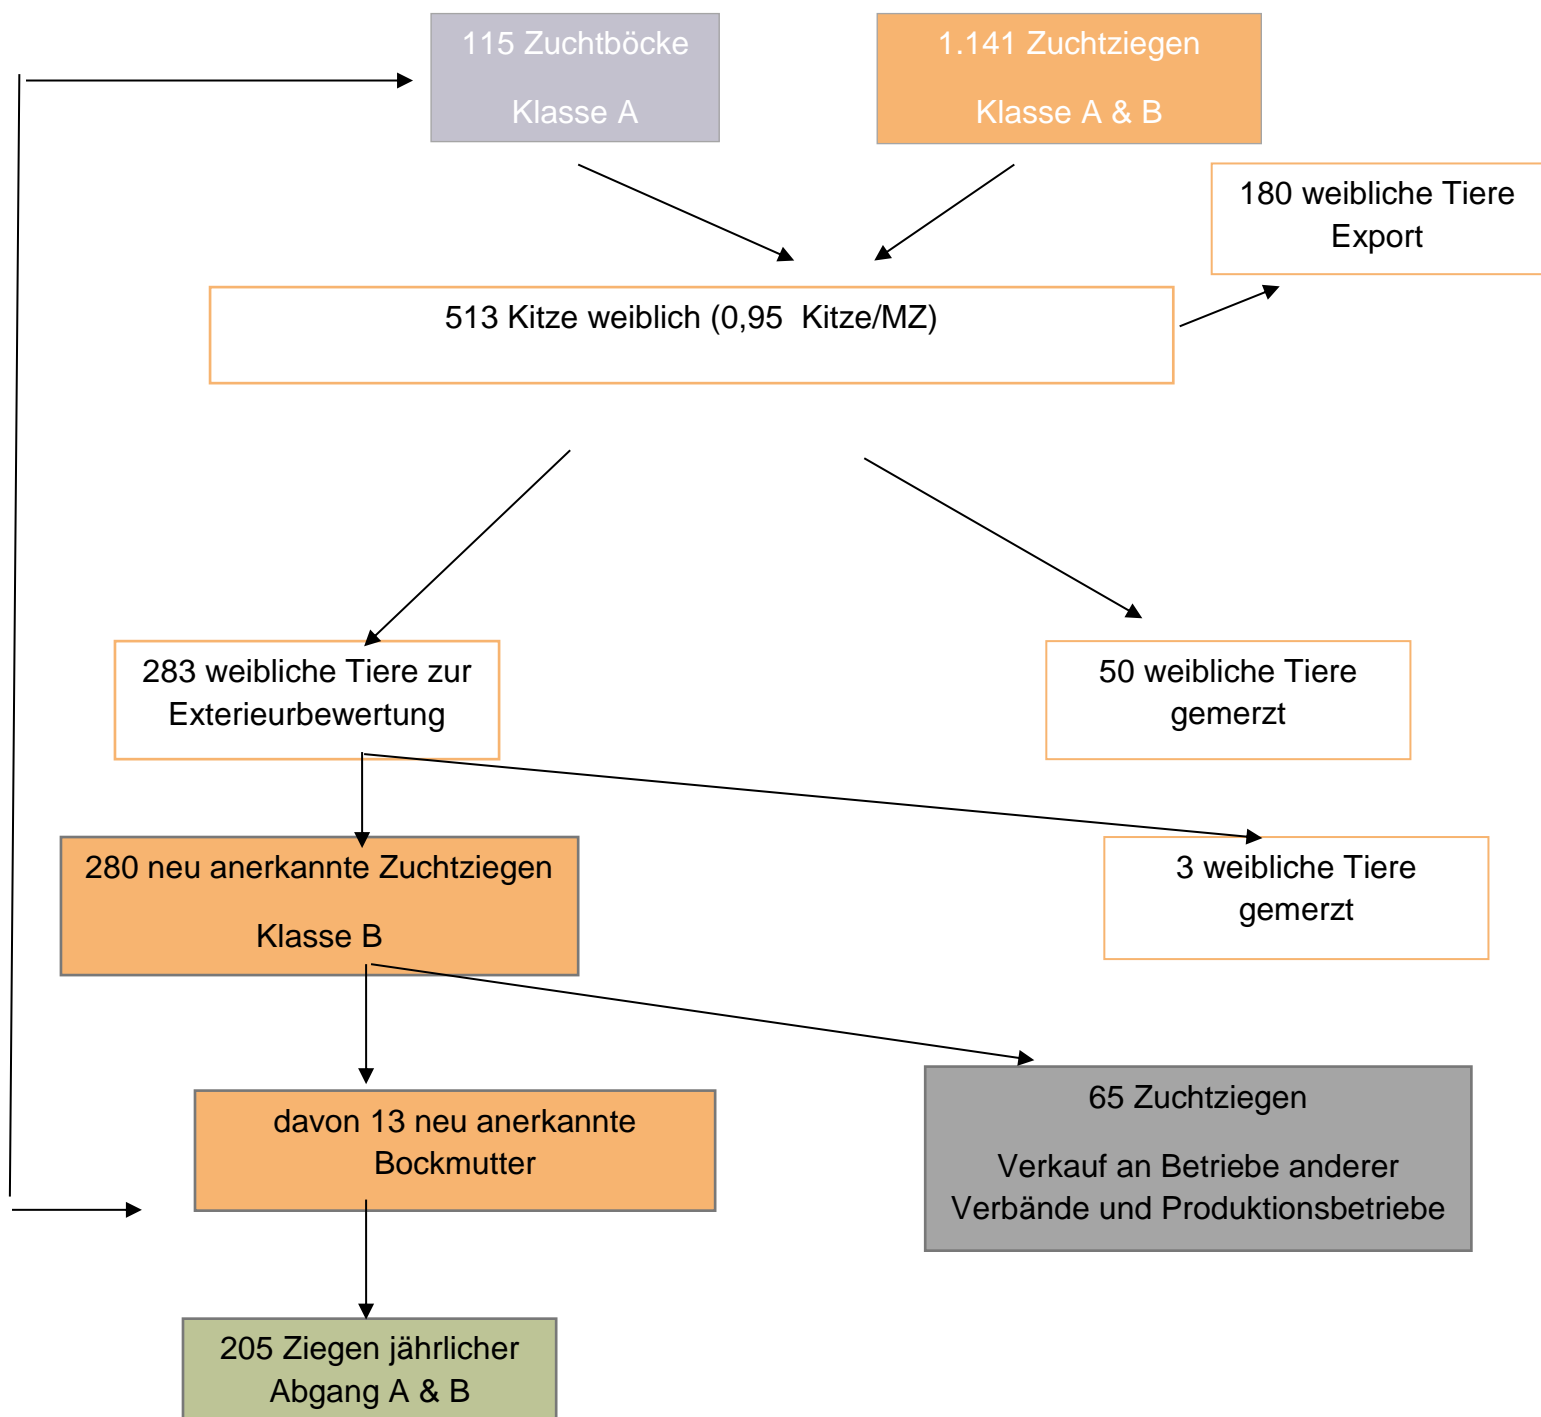 115 Zuchtböcke
Klasse A
1.141 Zuchtziegen
Klasse A & B
180 weibliche Tiere
Export
513 Kitze weiblich (0,95 Kitze/MZ)
283 weibliche Tiere zur
Exterieurbewertung
50 weibliche Tiere
gemerzt
280 neu anerkannte Zuchtziegen
Klasse B
3 weibliche Tiere
gemerzt
davon 13 neu anerkannte
Bockmutter
65 Zuchtziegen
Verkauf an Betriebe anderer
Verbände und Produktionsbetriebe
205 Ziegen jährlicher
Abgang A & B